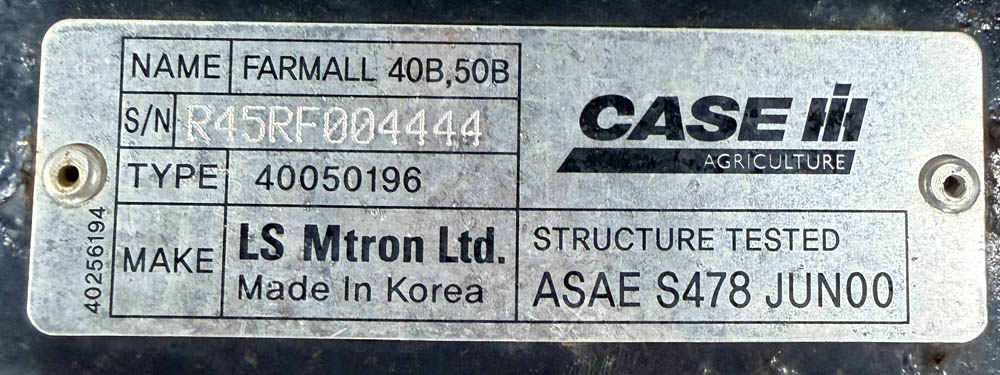 NAME FARMALL 40B,50B
S/N R45RF004444
TYPE 40050196
MAKE LS Mtron Ltd.
Made In Korea
40256194
CASE IH
AGRICULTURE
STRUCTURE TESTED
ASAE S478 JUN00